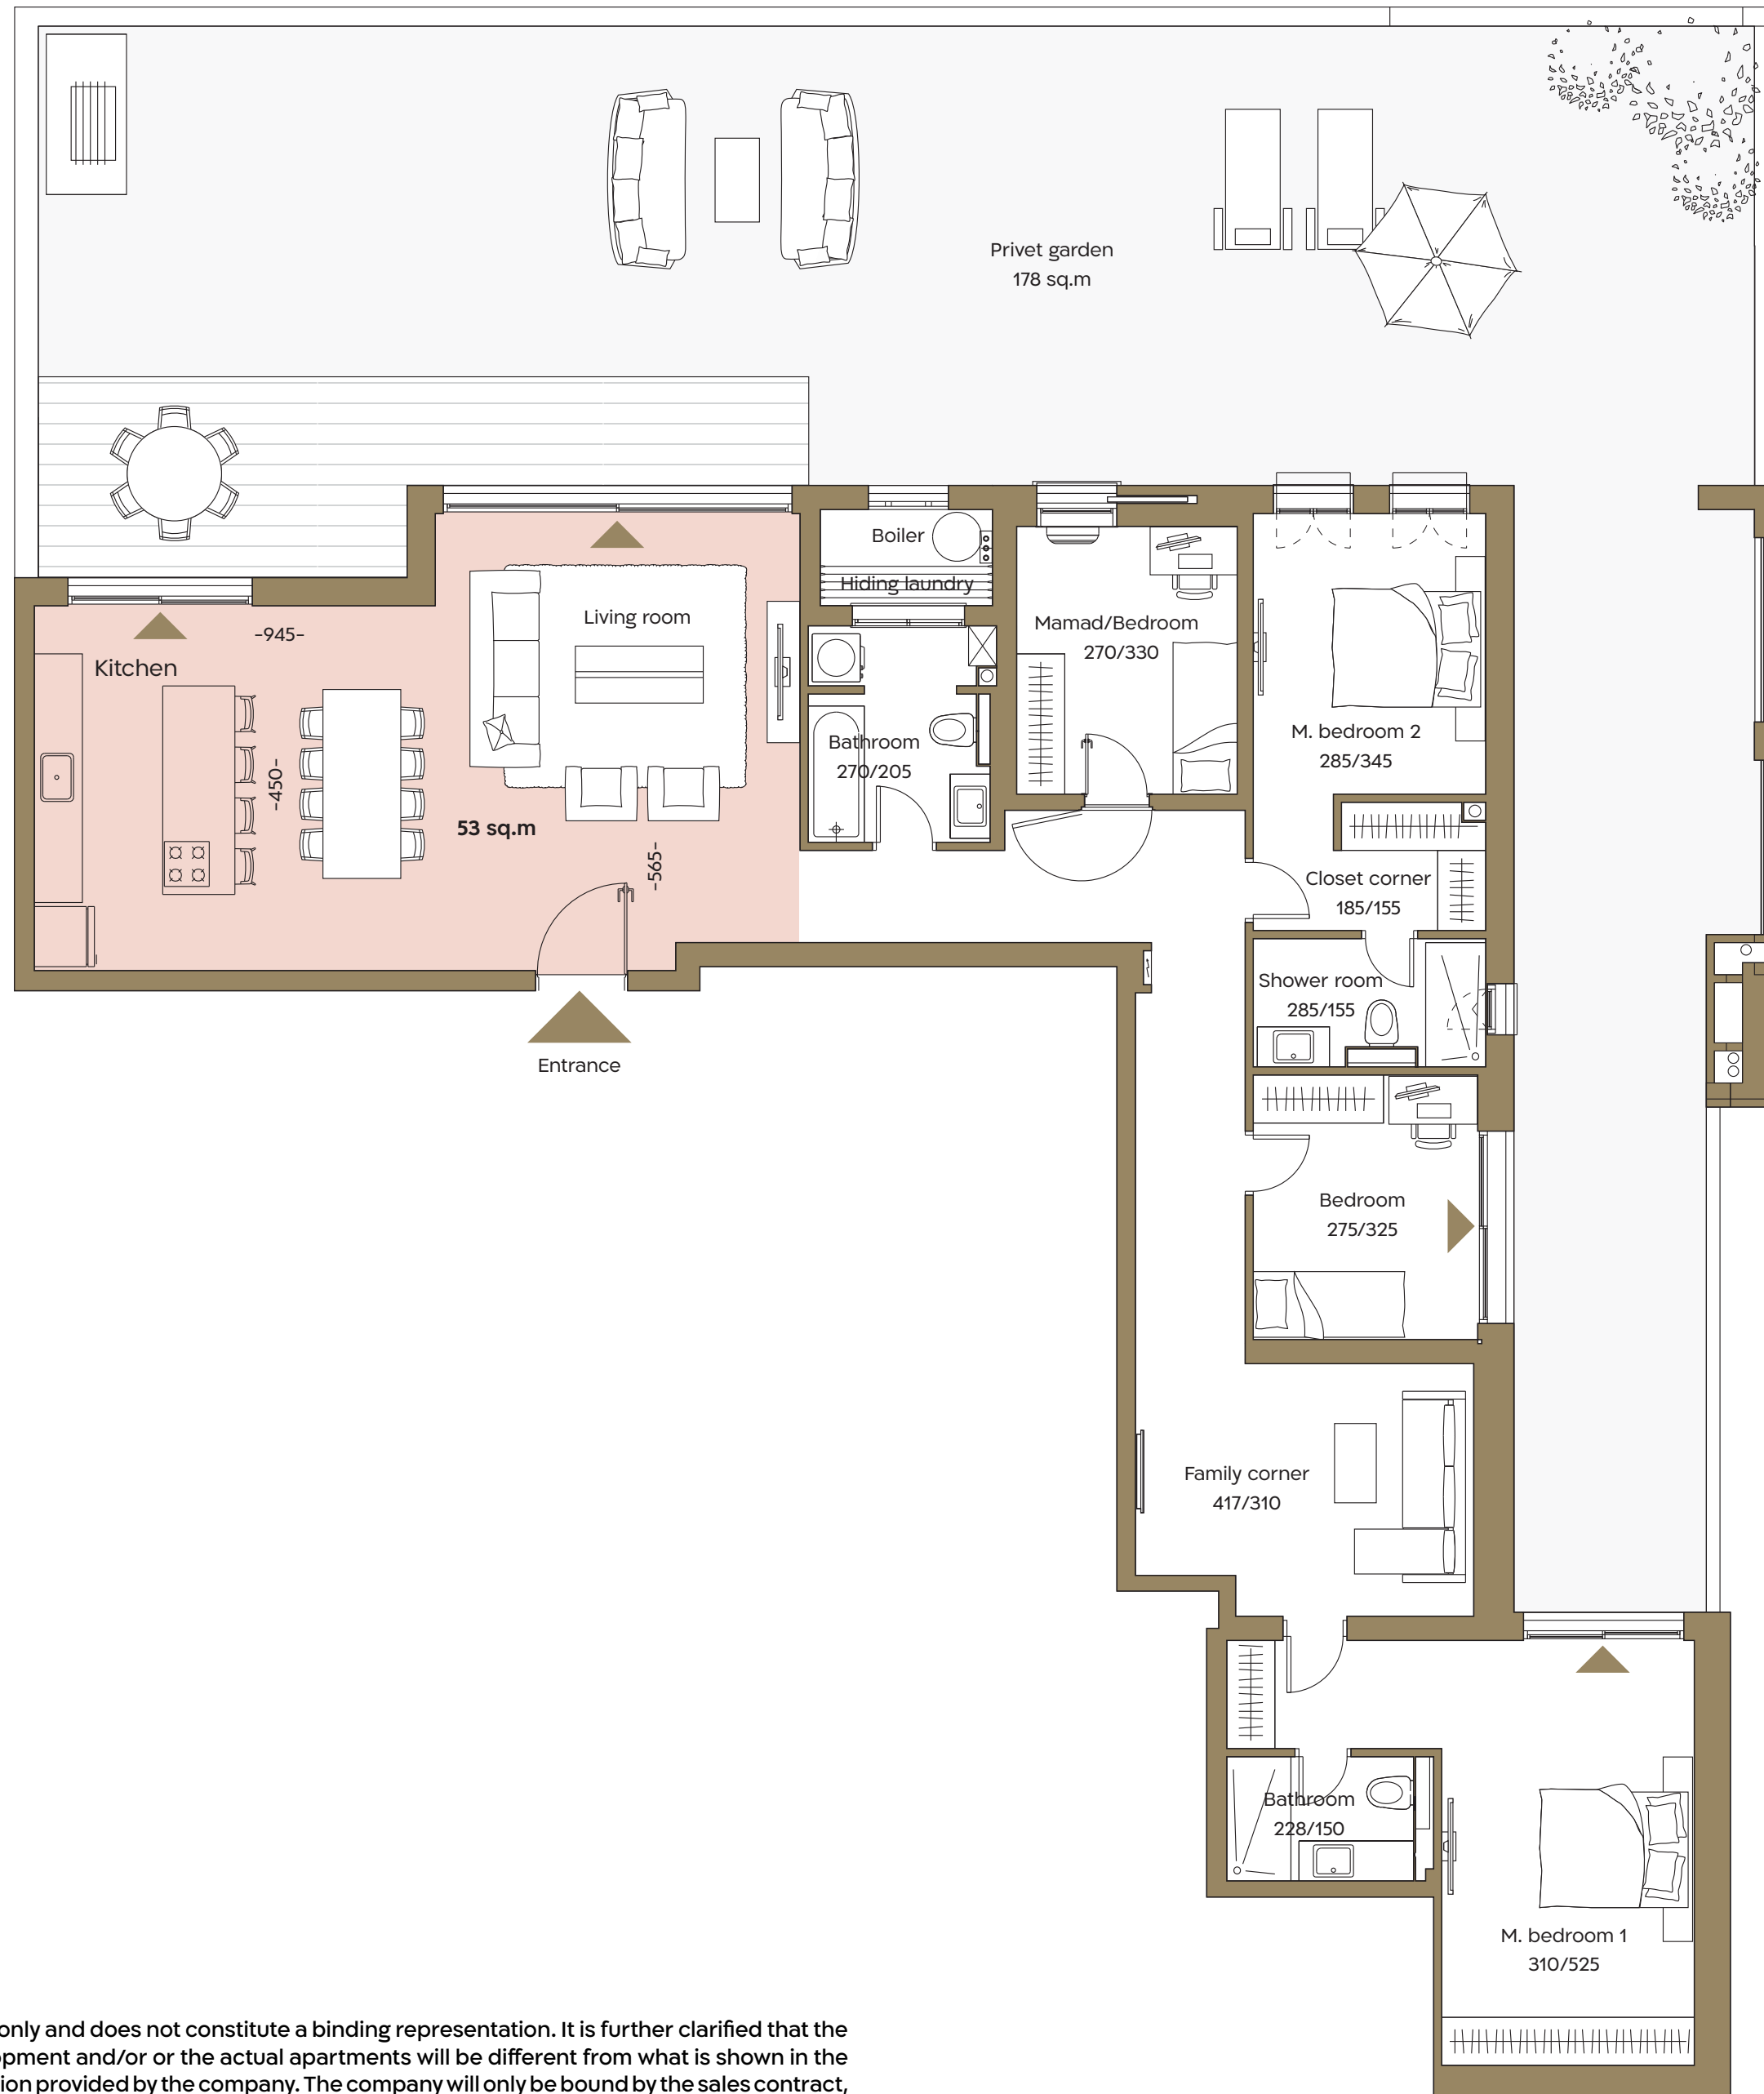 Privet garden
178 sq.m
Boiler
Hiding laundry
Living room
-945-
Kitchen
Mamad/Bedroom
270/330
M. bedroom 2
285/345
Bathroom
270/205
-450-
53 sq.m
-565-
Closet corner
185/155
Shower room
285/155
Entrance
Bedroom
275/325
Family corner
417/310
Bathroom
228/150
M. bedroom 1
310/525
only and does not constitute a binding representation. It is further clarified that the
pment and/or or the actual apartments will be different from what is shown in the
ion provided by the company. The company will only be bound by the sales contract,